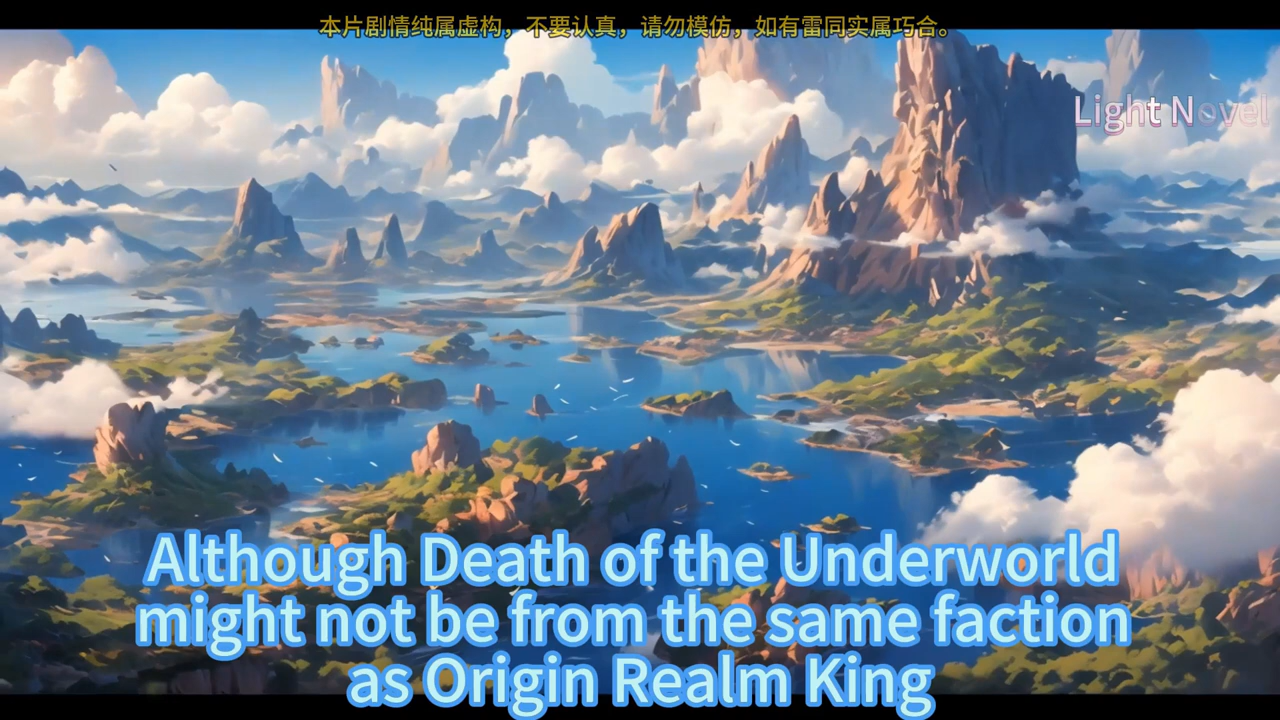 本片剧情纯属虚构，不要认真，请勿模仿，如有雷同实属巧合。
Light Novel
Although Death of the Underworld
might not be from the same faction
as Origin Realm King